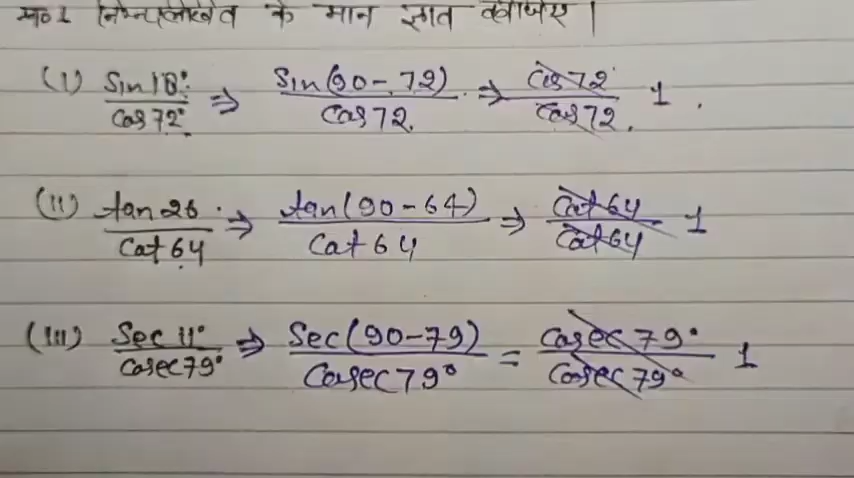 प्र०1 निम्नलिखित के मान ज्ञात कीजिए।
(I) Sin18°/Cos72° ⇒ Sin(90-72)/Cos72 ⇒ Cos72/Cos72 1.
(II) tan26/Cot64 ⇒ tan(90-64)/Cot64 ⇒ Cot64/Cot64 1
(III) Sec11°/Cosec79° ⇒ Sec(90-79)/Cosec79° = Cosec79°/Cosec79° 1